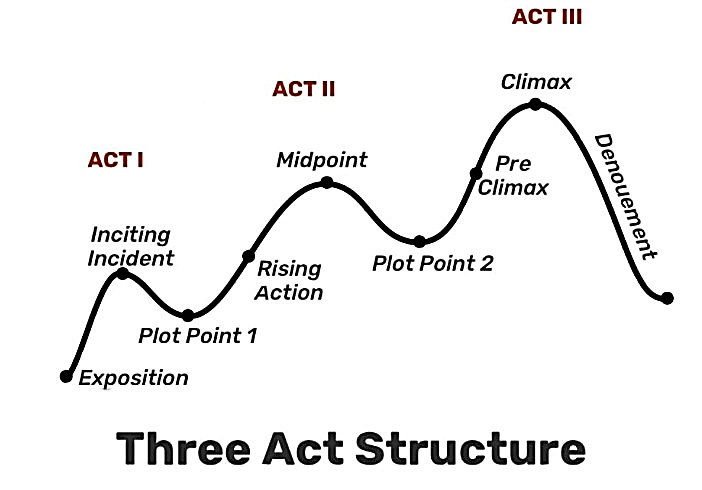 ACT III
Climax
ACT II
Midpoint
ACT I
Pre
Climax
Denouement
Inciting
Incident
Plot Point 2
Rising
Action
Plot Point 1
Exposition
Three Act Structure